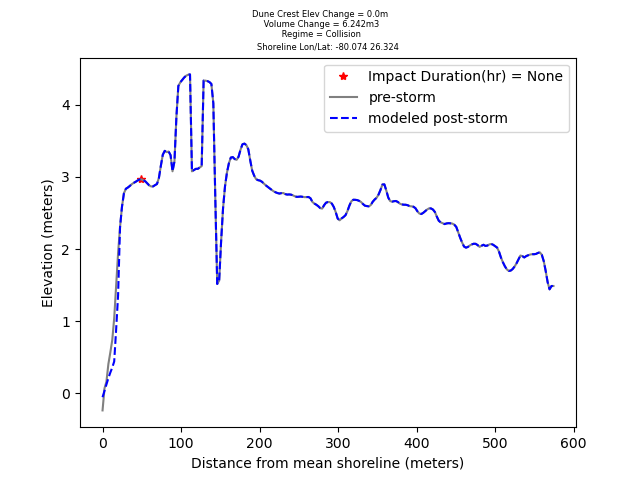 Dune Crest Elev Change = 0.0m
Volume Change = 6.242m3
Regime = Collision
Shoreline Lon/Lat: -80.074 26.324
Impact Duration(hr) = None
pre-storm
modeled post-storm
Elevation (meters)
4
3
2
1
0
0 100 200 300 400 500 600
Distance from mean shoreline (meters)